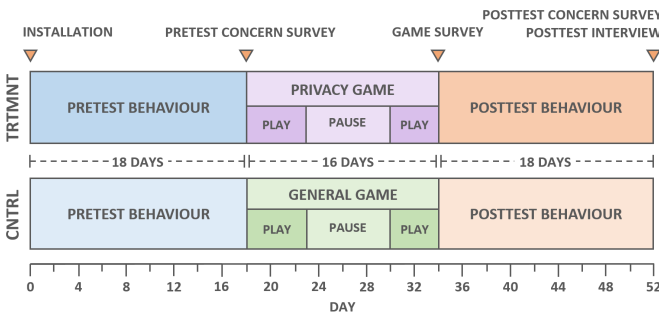 POSTTEST CONCERN SURVEY
INSTALLATION PRETEST CONCERN SURVEY GAME SURVEY POSTTEST INTERVIEW
TRTMNT
PRETEST BEHAVIOUR
PRIVACY GAME
PLAY PAUSE PLAY
POSTTEST BEHAVIOUR
18 DAYS 16 DAYS 18 DAYS
CNTRL
PRETEST BEHAVIOUR
GENERAL GAME
PLAY PAUSE PLAY
POSTTEST BEHAVIOUR
0 4 8 12 16 20 24 28 32 36 40 44 48 52
DAY